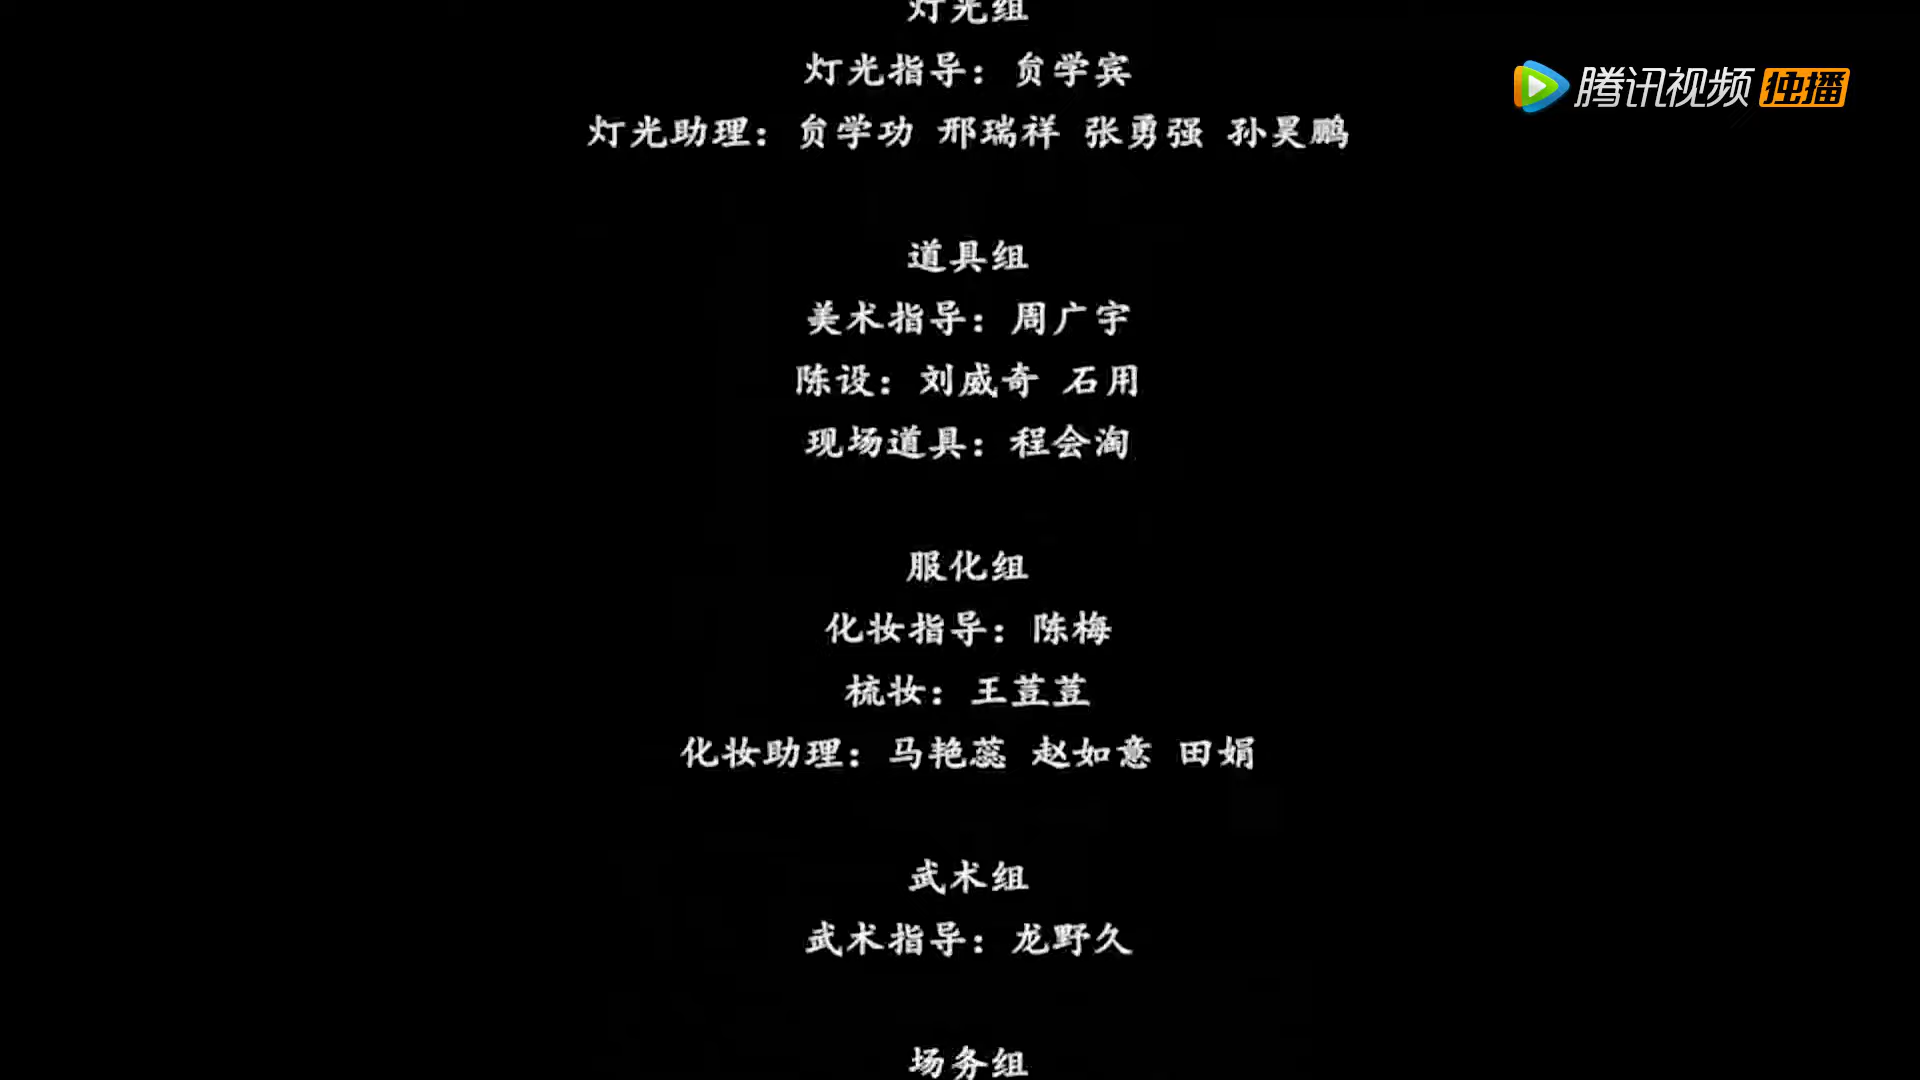 灯光组
灯光指导：贠学宾
腾讯视频 独播
灯光助理：贠学功 邢瑞祥 张勇强 孙昊鹏
道具组
美术指导：周广宇
陈设：刘威奇 石用
现场道具：程会淘
服化组
化妆指导：陈梅
梳妆：王荳荳
化妆助理：马艳蕊 赵如意 田娟
武术组
武术指导：龙野久
场务组